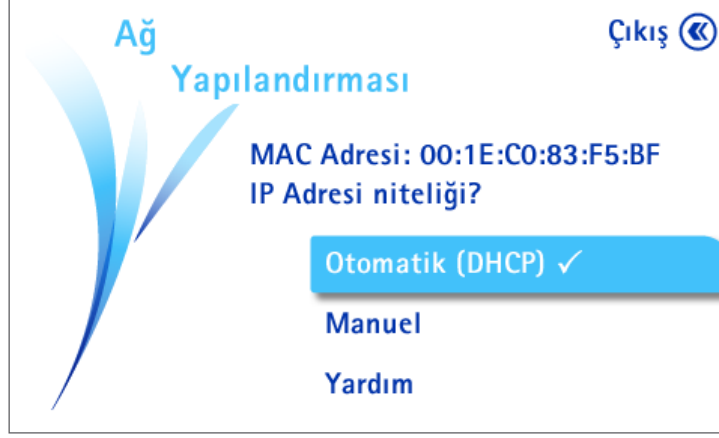 Ağ
Çıkış
Yapılandırması
MAC Adresi: 00:1E:C0:83:F5:BF
IP Adresi niteliği?
Otomatik (DHCP) ✓
Manuel
Yardım